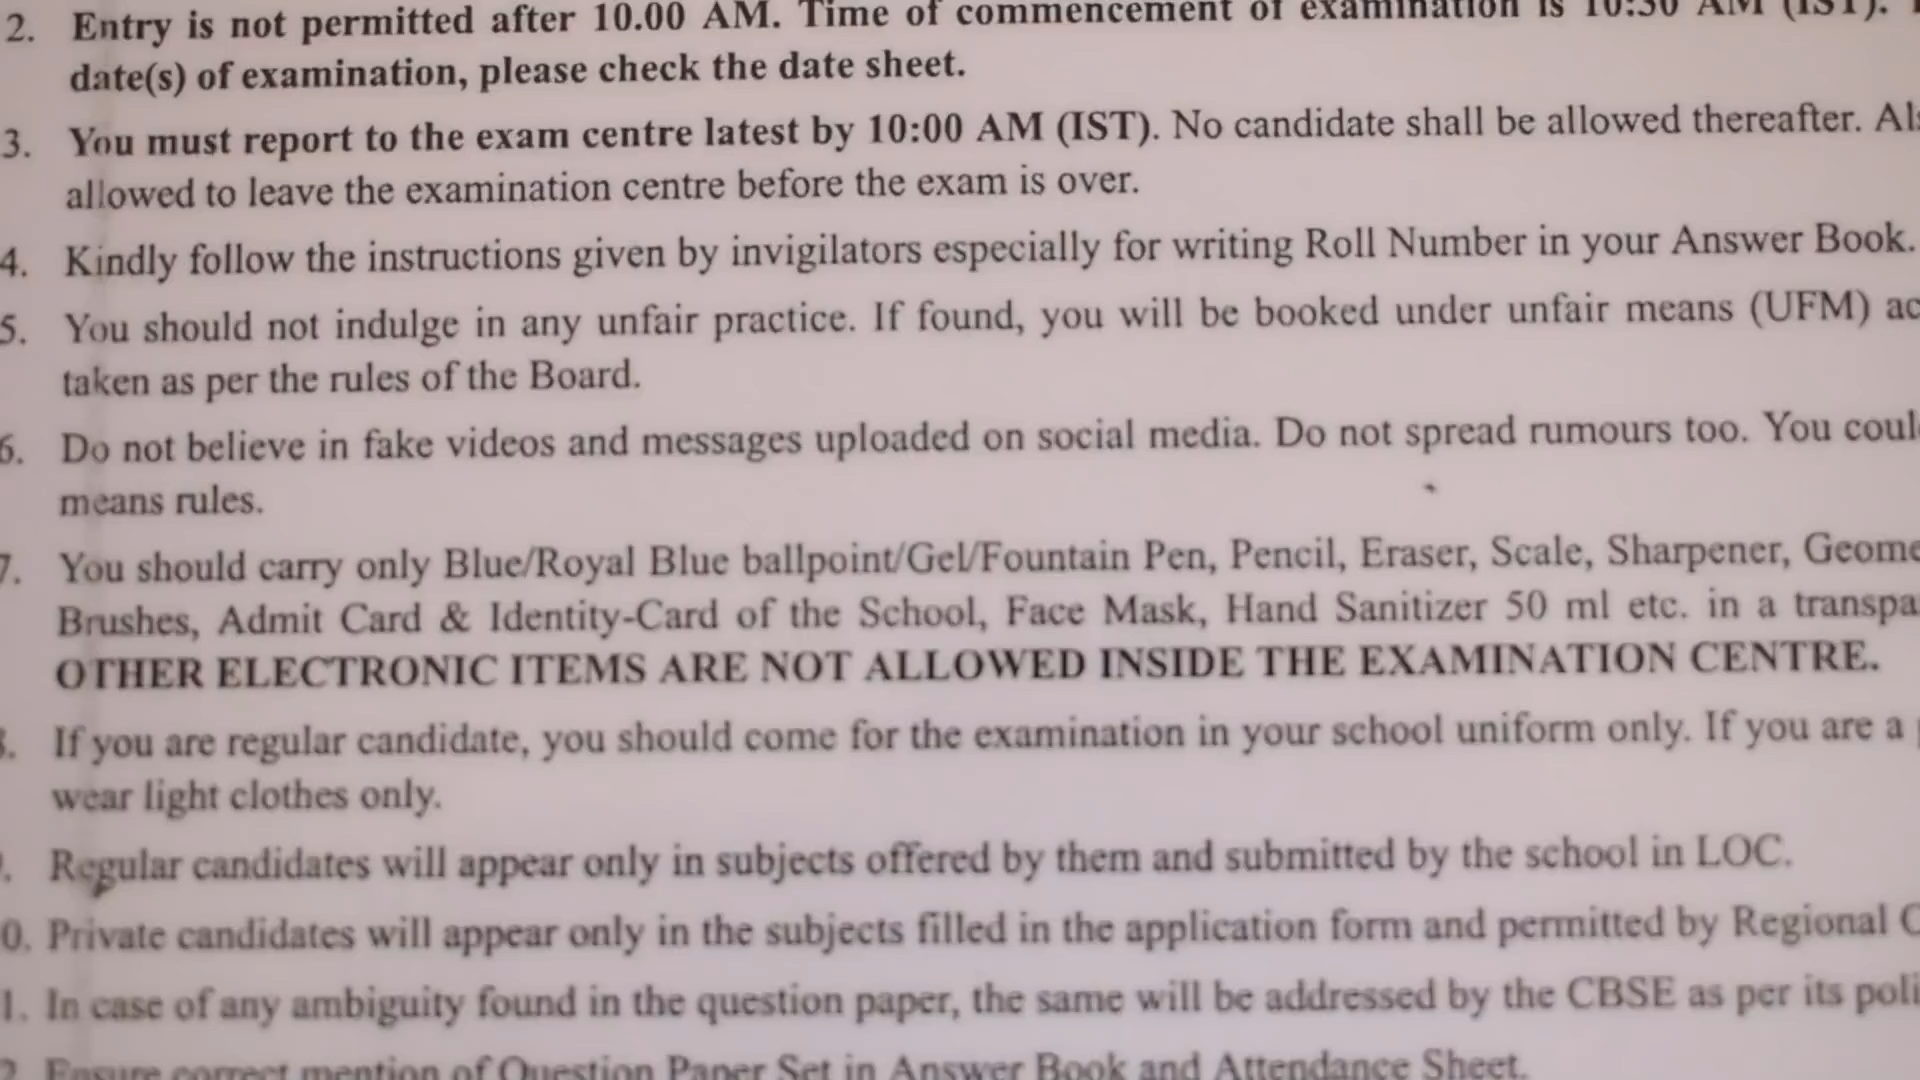 2. Entry is not permitted after 10.00 AM. Time of commencement of examination is 10:30 AM (IST).
date(s) of examination, please check the date sheet.
3. You must report to the exam centre latest by 10:00 AM (IST). No candidate shall be allowed thereafter. Als
allowed to leave the examination centre before the exam is over.
4. Kindly follow the instructions given by invigilators especially for writing Roll Number in your Answer Book.
5. You should not indulge in any unfair practice. If found, you will be booked under unfair means (UFM) ac
taken as per the rules of the Board.
6. Do not believe in fake videos and messages uploaded on social media. Do not spread rumours too. You coul
means rules.
7. You should carry only Blue/Royal Blue ballpoint/Gel/Fountain Pen, Pencil, Eraser, Scale, Sharpener, Geome
Brushes, Admit Card & Identity-Card of the School, Face Mask, Hand Sanitizer 50 ml etc. in a transpa
OTHER ELECTRONIC ITEMS ARE NOT ALLOWED INSIDE THE EXAMINATION CENTRE.
. If you are regular candidate, you should come for the examination in your school uniform only. If you are a
wear light clothes only.
. Regular candidates will appear only in subjects offered by them and submitted by the school in LOC.
0. Private candidates will appear only in the subjects filled in the application form and permitted by Regional
1. In case of any ambiguity found in the question paper, the same will be addressed by the CBSE as per its poli
2. Ensure correct mention of Question Paper Set in Answer Book and Attendance Sheet.